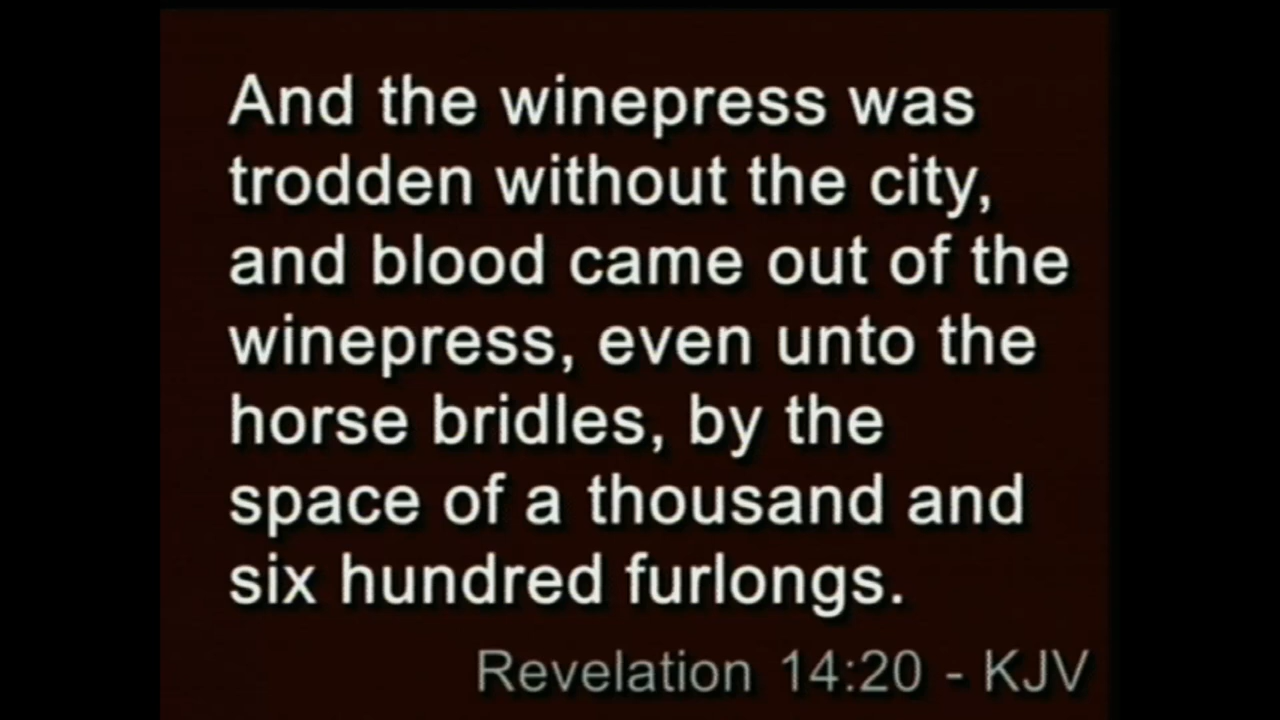 And the winepress was
trodden without the city,
and blood came out of the
winepress, even unto the
horse bridles, by the
space of a thousand and
six hundred furlongs.
Revelation 14:20 - KJV